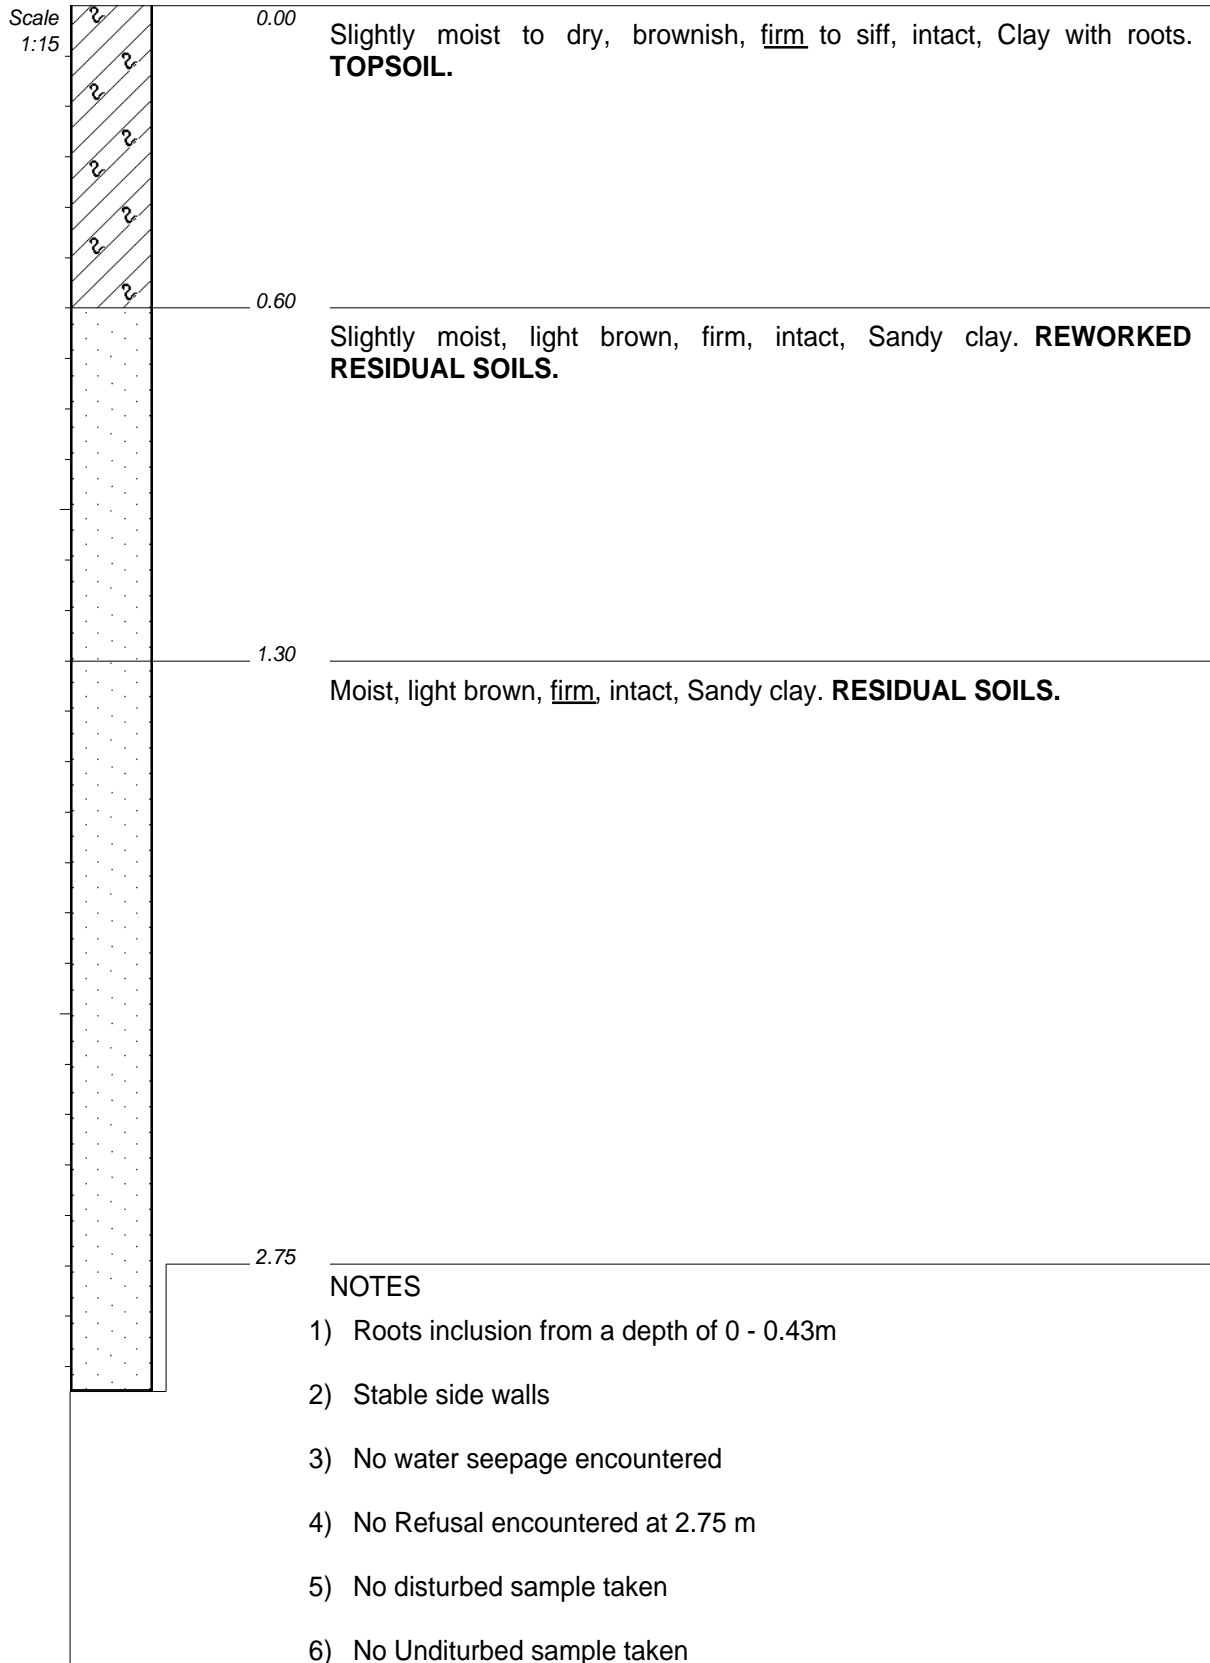 Scale
1:15
0.00
Slightly moist to dry, brownish, firm to siff, intact, Clay with roots.
TOPSOIL.
0.60
Slightly moist, light brown, firm, intact, Sandy clay. REWORKED
RESIDUAL SOILS.
1.30
Moist, light brown, firm, intact, Sandy clay. RESIDUAL SOILS.
2.75
NOTES
1) Roots inclusion from a depth of 0 - 0.43m
2) Stable side walls
3) No water seepage encountered
4) No Refusal encountered at 2.75 m
5) No disturbed sample taken
6) No Unditurbed sample taken